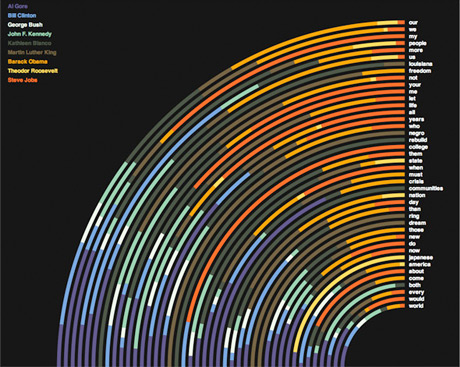 Al Gore
Bill Clinton
George Bush
John F. Kennedy
Kathleen Blanco
Martin Luther King
Barack Obama
Theodor Roosevelt
Steve Jobs
our
we
my
people
more
us
louisiana
freedom
not
your
me
let
life
all
years
who
negro
rebuild
college
them
state
when
must
crisis
communities
nation
day
then
ring
dream
those
new
do
now
japenese
america
about
come
both
every
would
world